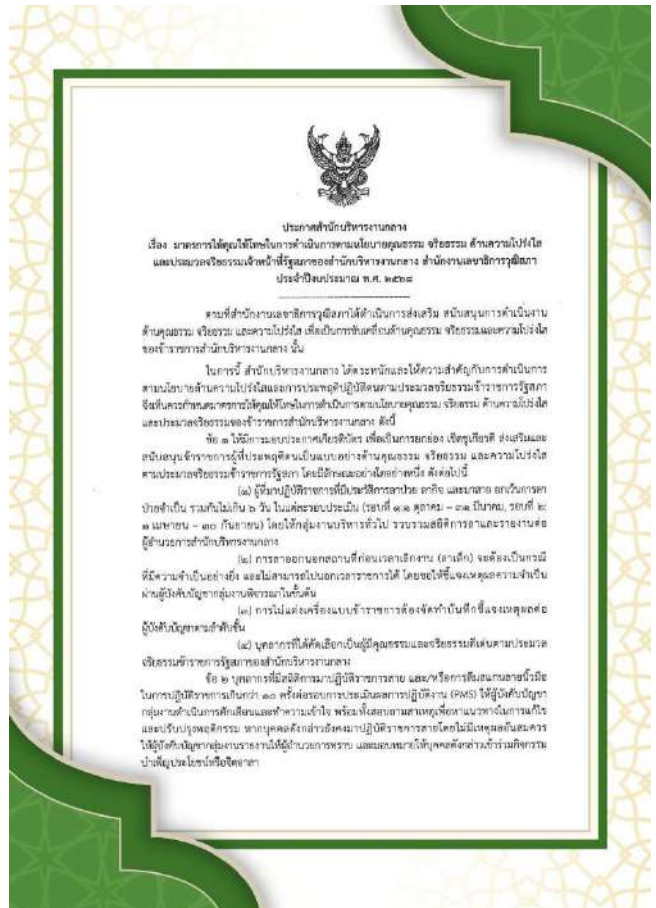 ประกาศสำนักบริหารงานกลาง
เรื่อง มาตรการให้คุณให้โทษในการดำเนินการตามนโยบายคุณธรรม จริยธรรม ด้านความโปร่งใส
และประมวลจริยธรรมเจ้าหน้าที่รัฐสภาของสำนักบริหารงานกลาง สำนักงานเลขาธิการวุฒิสภา
ประจำปีงบประมาณ พ.ศ. ๒๕๖๘
ตามที่สำนักงานเลขาธิการวุฒิสภาได้ดำเนินการส่งเสริม สนับสนุนการดำเนินงาน
ด้านคุณธรรม จริยธรรม และความโปร่งใส เพื่อเป็นการขับเคลื่อนด้านคุณธรรม จริยธรรมและความโปร่งใส
ของข้าราชการสำนักบริหารงานกลาง นั้น
ในการนี้ สำนักบริหารงานกลาง ได้ตระหนักและให้ความสำคัญกับการดำเนินการ
ตามนโยบายด้านความโปร่งใสและการประพฤติปฏิบัติตนตามประมวลจริยธรรมข้าราชการรัฐสภา
จึงเห็นควรกำหนดมาตรการให้คุณให้โทษในการดำเนินการตามนโยบายคุณธรรม จริยธรรม ด้านความโปร่งใส
และประมวลจริยธรรมของข้าราชการสำนักบริหารงานกลาง ดังนี้
ข้อ ๑ ให้มีการมอบประกาศเกียรติบัตร เพื่อเป็นการยกย่อง เชิดชูเกียรติ ส่งเสริมและ
สนับสนุนข้าราชการผู้ที่ประพฤติตนเป็นแบบอย่างด้านคุณธรรม จริยธรรม และความโปร่งใส
ตามประมวลจริยธรรมข้าราชการรัฐสภา โดยมีลักษณะอย่างใดอย่างหนึ่ง ดังต่อไปนี้
(๑) ผู้ที่มาปฏิบัติราชการที่มีประวัติการลาป่วย ลากิจ และมาสาย ยกเว้นการลา
ป่วยจำเป็น รวมกันไม่เกิน ๖ วัน ในแต่ละรอบประเมิน (รอบที่ ๑: ๑ ตุลาคม – ๓๑ มีนาคม, รอบที่ ๒:
๑ เมษายน – ๓๐ กันยายน) โดยให้กลุ่มงานบริหารทั่วไป รวบรวมสถิติการลาและรายงานต่อ
ผู้อำนวยการสำนักบริหารงานกลาง
(๒) การลาออกนอกสถานที่ก่อนเวลาเลิกงาน (ลาเล็ก) จะต้องเป็นกรณี
ที่มีความจำเป็นอย่างยิ่ง และไม่สามารถไปนอกเวลาราชการได้ โดยขอให้ชี้แจงเหตุผลความจำเป็น
ผ่านผู้บังคับบัญชากลุ่มงานพิจารณาในขั้นต้น
(๓) การไม่แต่งเครื่องแบบข้าราชการต้องจัดทำบันทึกชี้แจงเหตุผลต่อ
ผู้บังคับบัญชาตามลำดับชั้น
(๔) บุคลากรที่ได้คัดเลือกเป็นผู้มีคุณธรรมและจริยธรรมดีเด่นตามประมวล
จริยธรรมข้าราชการรัฐสภาของสำนักบริหารงานกลาง
ข้อ ๒ บุคลากรที่มีสถิติการมาปฏิบัติราชการสาย และ/หรือการลืมสแกนลายนิ้วมือ
ในการปฏิบัติราชการเกินกว่า ๑๐ ครั้งต่อรอบการประเมินผลการปฏิบัติงาน (PMS) ให้ผู้บังคับบัญชา
กลุ่มงานดำเนินการตักเตือนและทำความเข้าใจ พร้อมทั้งสอบถามสาเหตุเพื่อหาแนวทางในการแก้ไข
และปรับปรุงพฤติกรรม หากบุคคลดังกล่าวยังคงมาปฏิบัติราชการสายโดยไม่มีเหตุผลอันสมควร
ให้ผู้บังคับบัญชากลุ่มงานรายงานให้ผู้อำนวยการทราบ และมอบหมายให้บุคคลดังกล่าวเข้าร่วมกิจกรรม
บำเพ็ญประโยชน์หรือจิตอาสา